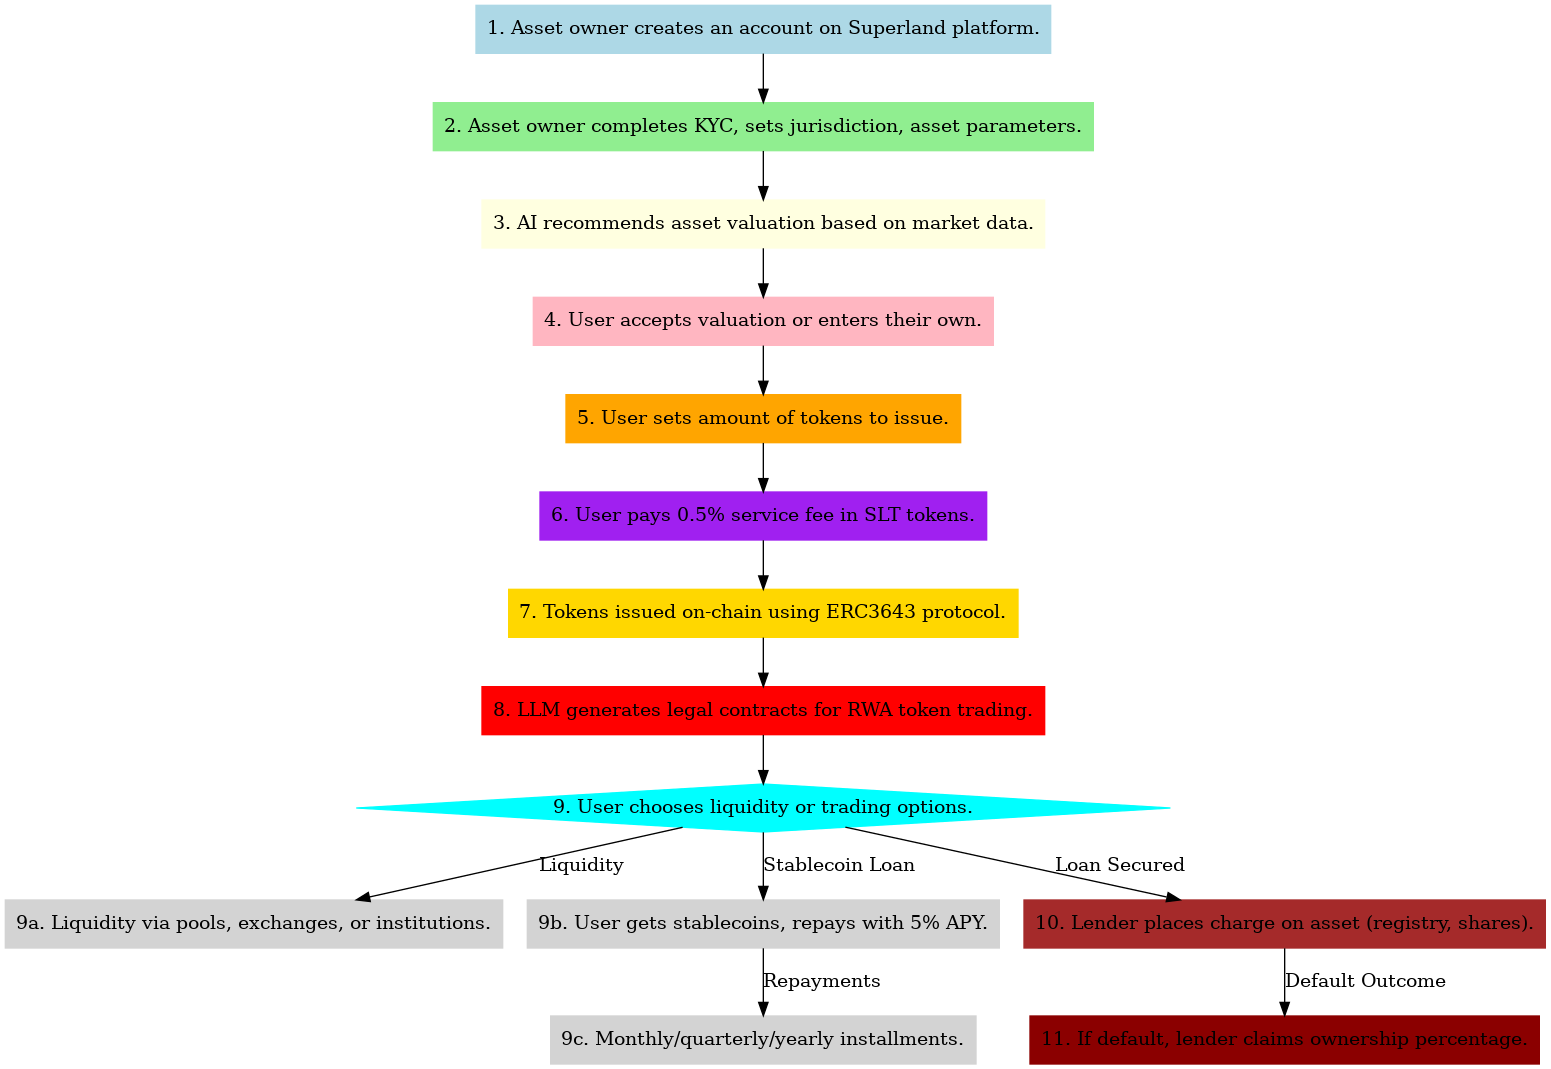 1. Asset owner creates an account on Superland platform.
2. Asset owner completes KYC, sets jurisdiction, asset parameters.
3. AI recommends asset valuation based on market data.
4. User accepts valuation or enters their own.
5. User sets amount of tokens to issue.
6. User pays 0.5% service fee in SLT tokens.
7. Tokens issued on-chain using ERC3643 protocol.
8. LLM generates legal contracts for RWA token trading.
9. User chooses liquidity or trading options.
Liquidity
Stablecoin Loan
Loan Secured
9a. Liquidity via pools, exchanges, or institutions.
9b. User gets stablecoins, repays with 5% APY.
10. Lender places charge on asset (registry, shares).
Repayments
Default Outcome
9c. Monthly/quarterly/yearly installments.
11. If default, lender claims ownership percentage.